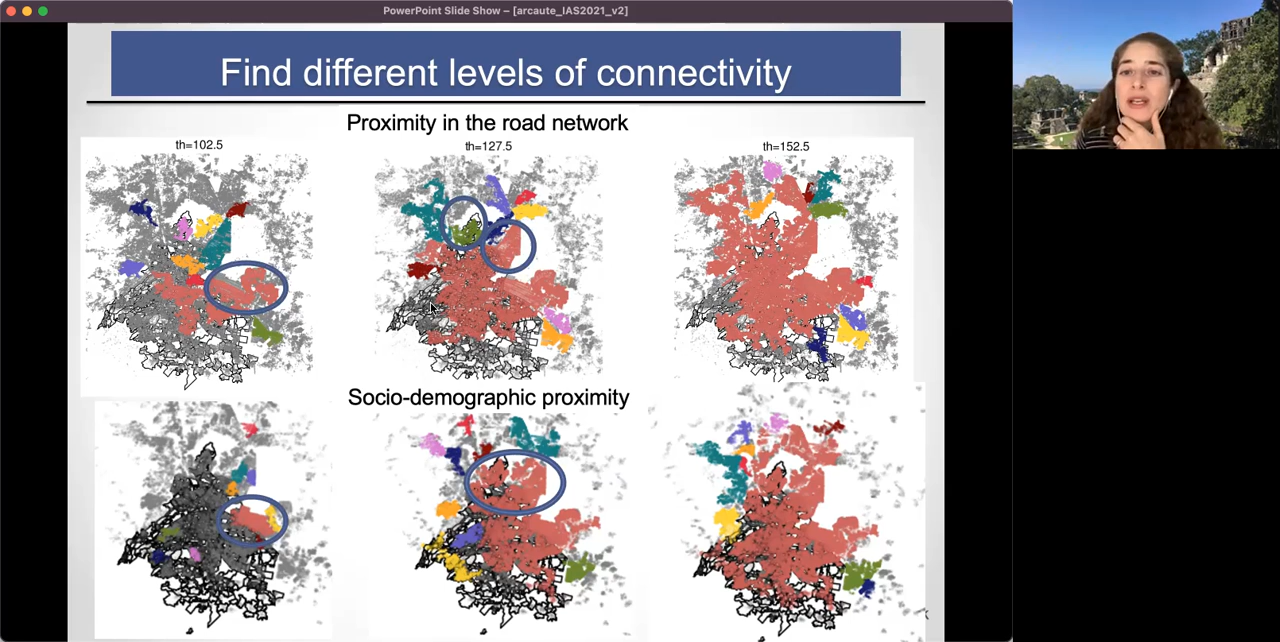 PowerPoint Slide Show – [arcaute_IAS2021_v2]
Find different levels of connectivity
Proximity in the road network
th=102.5
th=127.5
th=152.5
Socio-demographic proximity